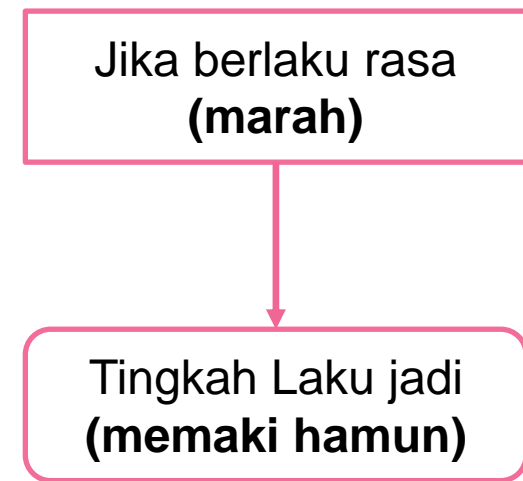 Jika berlaku rasa
(marah)
Tingkah Laku jadi
(memaki hamun)